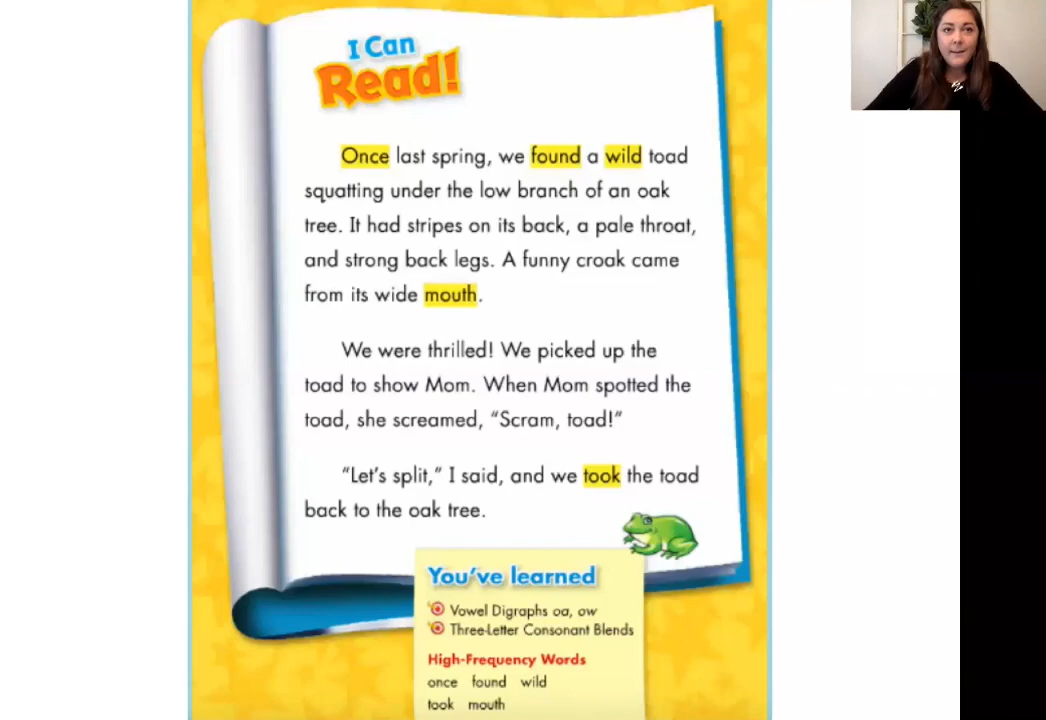 I Can
Read!
Once last spring, we found a wild toad
squatting under the low branch of an oak
tree. It had stripes on its back, a pale throat,
and strong back legs. A funny croak came
from its wide mouth.
We were thrilled! We picked up the
toad to show Mom. When Mom spotted the
toad, she screamed, “Scram, toad!”
“Let’s split,” I said, and we took the toad
back to the oak tree.
You’ve learned
Vowel Digraphs oa, ow
Three-Letter Consonant Blends
High-Frequency Words
once found wild
took mouth